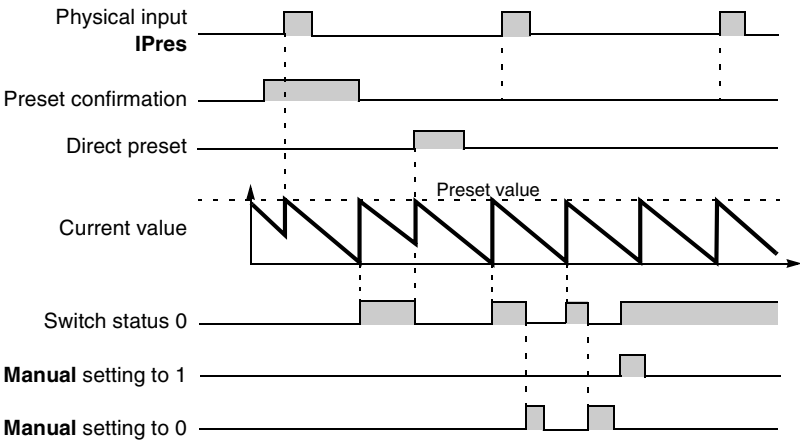 Physical input
IPres
Preset confirmation
Direct preset
Preset value
Current value
Switch status 0
Manual setting to 1
Manual setting to 0